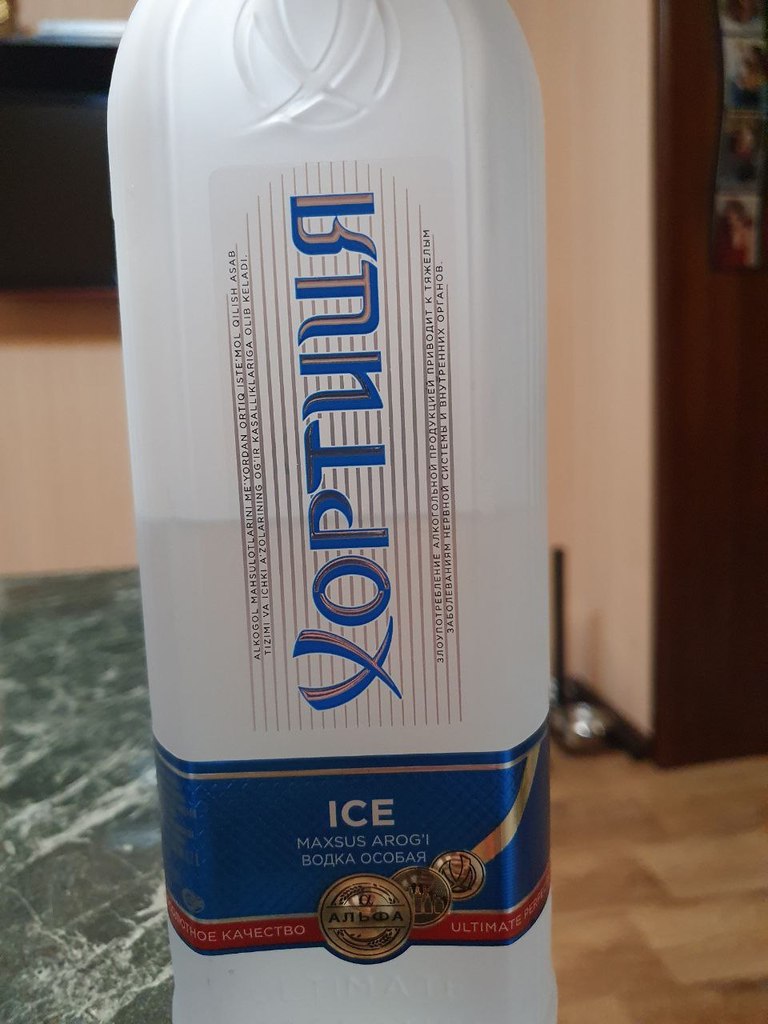 ALKOGOL MAHSULOTLARINI ME'YORDAN ORTIQ ISTE'MOL QILISH ASAB
TIZIMI VA ICHKI A'ZOLARINING OG'IR KASALLIKLARIGA OLIB KELADI.
ХОРТИЦЯ
ЗЛОУПОТРЕБЛЕНИЕ АЛКОГОЛЬНОЙ ПРОДУКЦИЕЙ ПРИВОДИТ К ТЯЖЕЛЫМ
ЗАБОЛЕВАНИЯМ НЕРВНОЙ СИСТЕМЫ И ВНУТРЕННИХ ОРГАНОВ.
ICE
MAXSUS AROG'I
ВОДКА ОСОБАЯ
α
АЛЬФА
КАЧЕСТВО
ULTIMATE